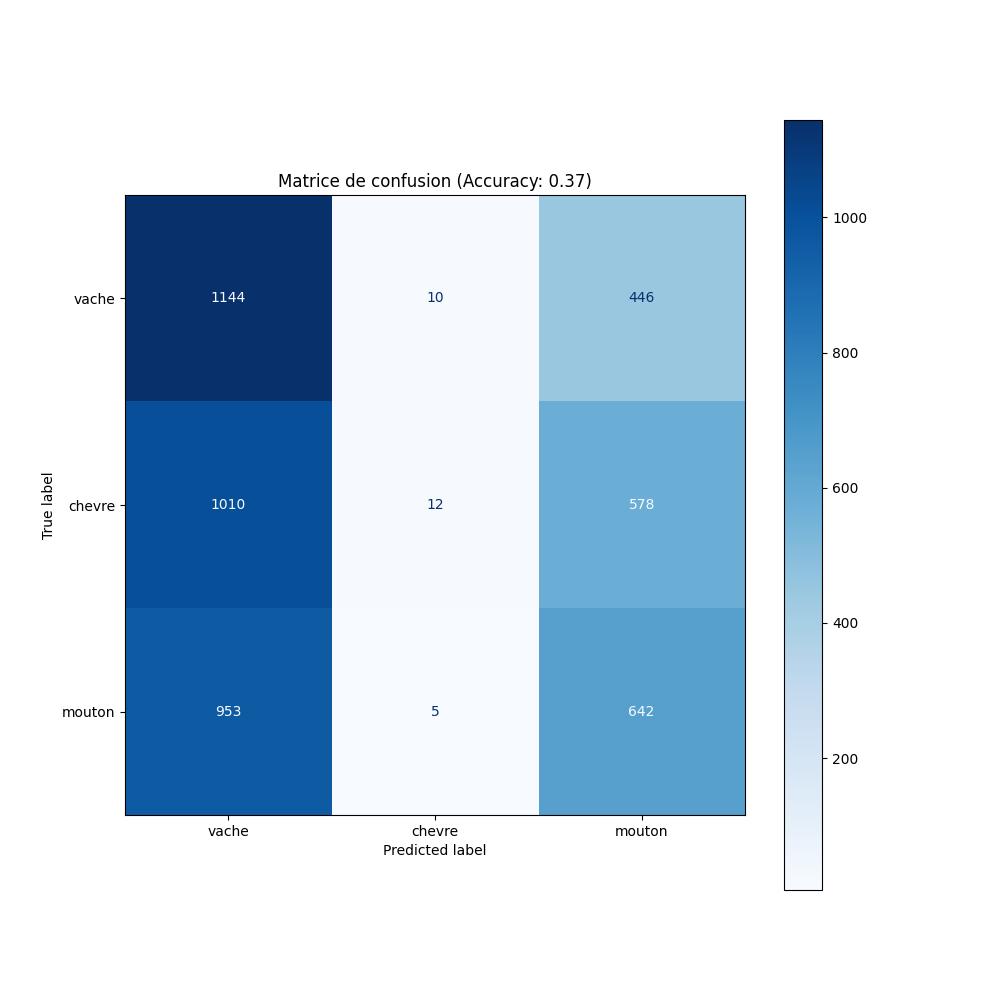 Matrice de confusion (Accuracy: 0.37)
True label
vache
1144
10
446
chevre
1010
12
578
mouton
953
5
642
vache
chevre
mouton
Predicted label
1000
800
600
400
200